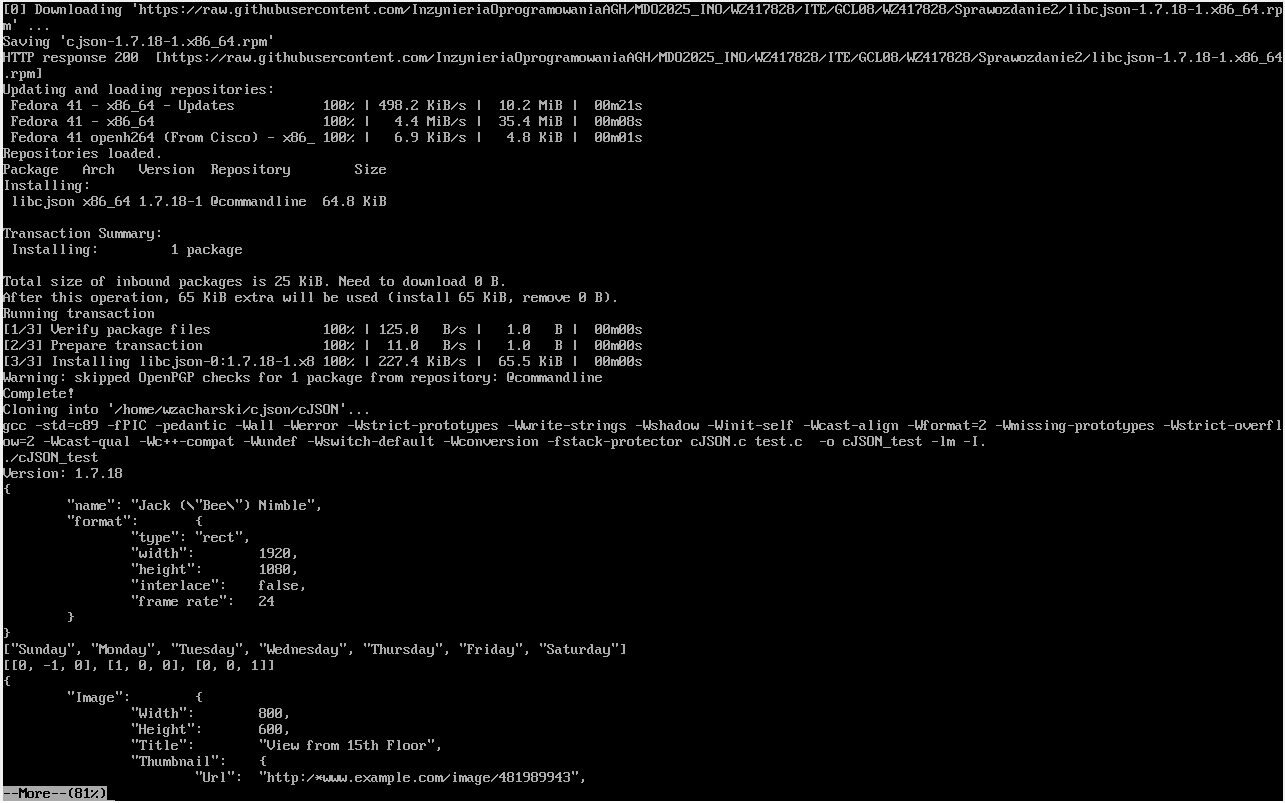 [0] Downloading 'https://raw.githubusercontent.com/InzynieriaOprogramowaniaAGH/MDO2025_INO/WZ417828/ITE/GCL08/WZ417828/Sprawozdanie2/libcjson-1.7.18-1.x86_64.rp
m' ...
Saving 'cjson-1.7.18-1.x86_64.rpm'
HTTP response 200  [https://raw.githubusercontent.com/InzynieriaOprogramowaniaAGH/MDO2025_INO/WZ417828/ITE/GCL08/WZ417828/Sprawozdanie2/libcjson-1.7.18-1.x86_64
.rpm]
Updating and loading repositories:
 Fedora 41 - x86_64 - Updates           100% | 498.2 KiB/s |  10.2 MiB |  00m21s
 Fedora 41 - x86_64                     100% |   4.4 MiB/s |  35.4 MiB |  00m08s
 Fedora 41 openh264 (From Cisco) - x86_ 100% |   6.9 KiB/s |   4.8 KiB |  00m01s
Repositories loaded.
Package   Arch   Version  Repository        Size
Installing:
 libcjson x86_64 1.7.18-1 @commandline  64.8 KiB

Transaction Summary:
 Installing:         1 package

Total size of inbound packages is 25 KiB. Need to download 0 B.
After this operation, 65 KiB extra will be used (install 65 KiB, remove 0 B).
Running transaction
[1/3] Verify package files              100% | 125.0   B/s |   1.0   B |  00m00s
[2/3] Prepare transaction               100% |  11.0   B/s |   1.0   B |  00m00s
[3/3] Installing libcjson-0:1.7.18-1.x8 100% | 227.4 KiB/s |  65.5 KiB |  00m00s
Warning: skipped OpenPGP checks for 1 package from repository: @commandline
Complete!
Cloning into '/home/wzacharski/cjson/cJSON'...
gcc -std=c89 -fPIC -pedantic -Wall -Werror -Wstrict-prototypes -Wwrite-strings -Wshadow -Winit-self -Wcast-align -Wformat=2 -Wmissing-prototypes -Wstrict-overfl
ow=2 -Wcast-qual -Wc++-compat -Wundef -Wswitch-default -Wconversion -fstack-protector cJSON.c test.c  -o cJSON_test -lm -I.
./cJSON_test
Version: 1.7.18
{
        "name": "Jack (\"Bee\") Nimble",
        "format":       {
                "type": "rect",
                "width":        1920,
                "height":       1080,
                "interlace":    false,
                "frame rate":   24
        }
}
["Sunday", "Monday", "Tuesday", "Wednesday", "Thursday", "Friday", "Saturday"]
[[0, -1, 0], [1, 0, 0], [0, 0, 1]]
{
        "Image":        {
                "Width":        800,
                "Height":       600,
                "Title":        "View from 15th Floor",
                "Thumbnail":    {
                        "Url":  "http:/*www.example.com/image/481989943",
--More--(81%)